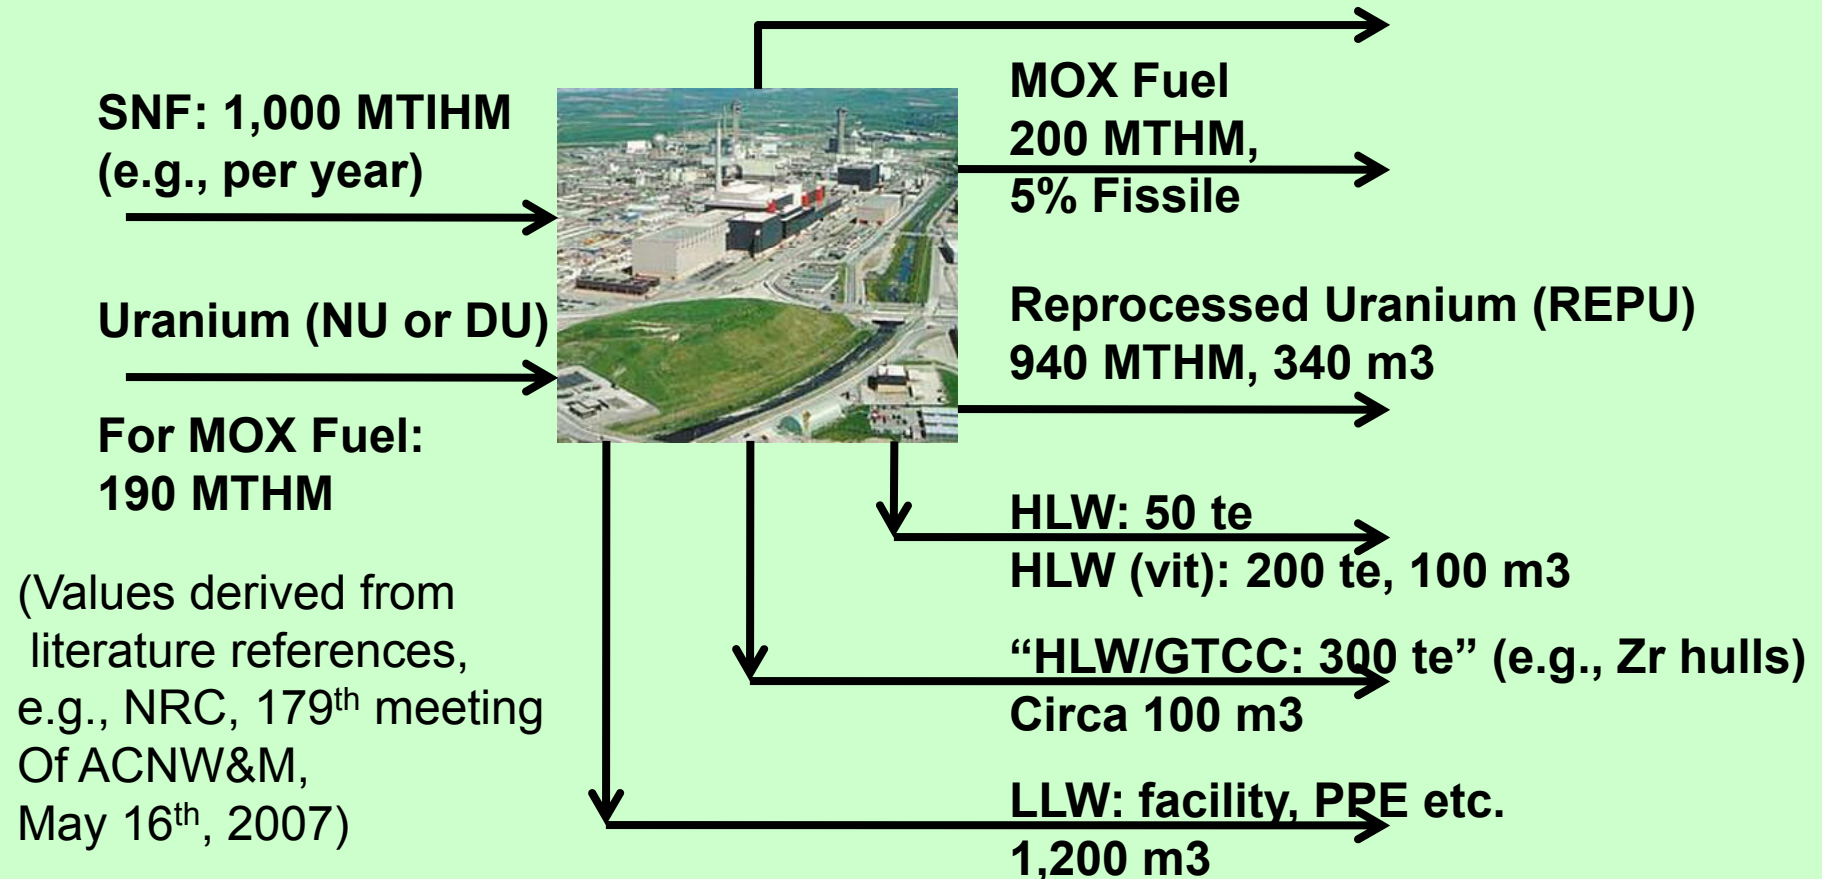 SNF: 1,000 MTIHM
(e.g., per year)
Uranium (NU or DU)
For MOX Fuel:
190 MTHM
(Values derived from
literature references,
e.g., NRC, 179th meeting
Of ACNW&M,
May 16th, 2007)
MOX Fuel
200 MTHM,
5% Fissile
Reprocessed Uranium (REPU)
940 MTHM, 340 m3
HLW: 50 te
HLW (vit): 200 te, 100 m3
“HLW/GTCC: 300 te” (e.g., Zr hulls)
Circa 100 m3
LLW: facility, PPE etc.
1,200 m3